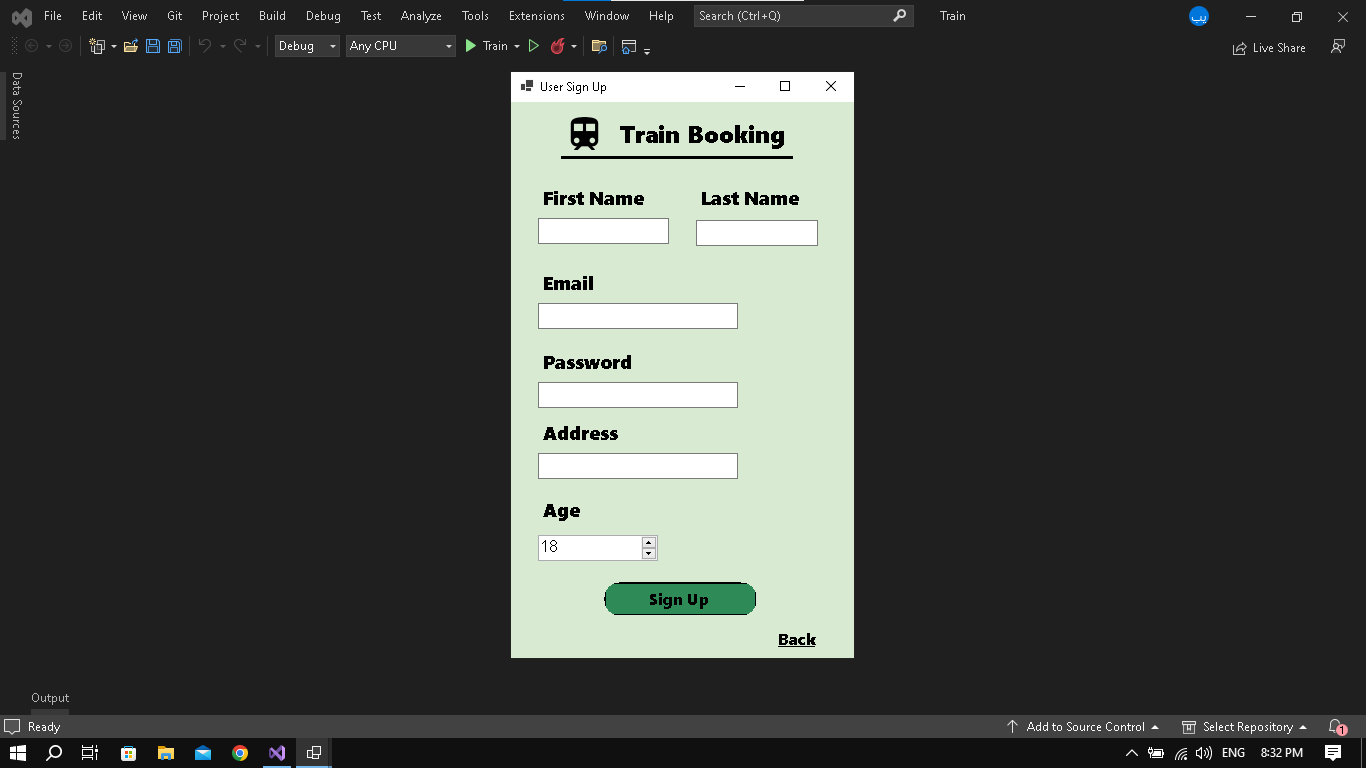 File Edit View Git Project Build Debug Test Analyze Tools Extensions Window Help Search (Ctrl+Q) Train يب
Debug Any CPU Train Live Share
Data Sources
User Sign Up
Train Booking
First Name Last Name
Email
Password
Address
Age
18
Sign Up
Back
Output
Ready Add to Source Control Select Repository 1
ENG 8:32 PM